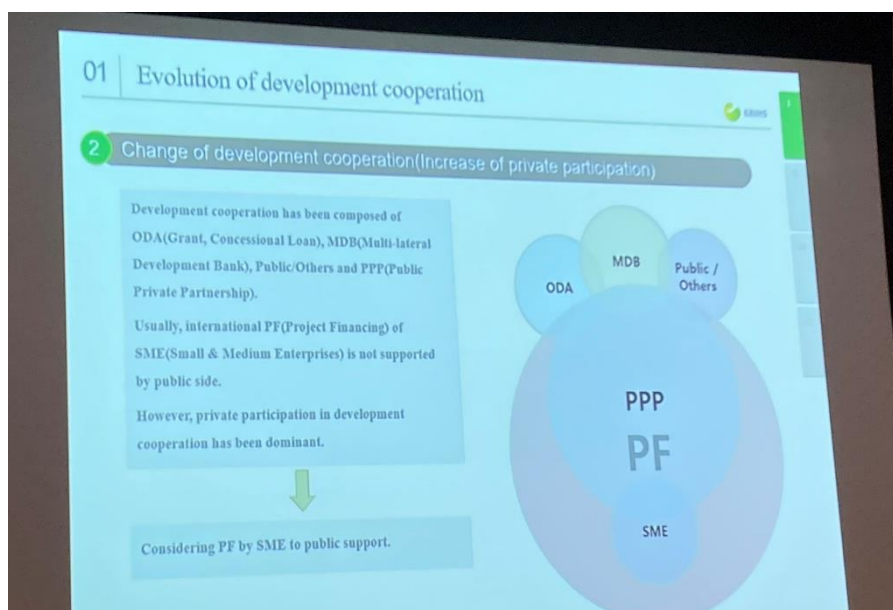 01 Evolution of development cooperation
2 Change of development cooperation(Increase of private participation)
Development cooperation has been composed of
ODA(Grant, Concessional Loan), MDB(Multi-lateral
Development Bank), Public/Others and PPP(Public
Private Partnership).
Usually, international PF(Project Financing) of
SME(Small & Medium Enterprises) is not supported
by public side.
However, private participation in development
cooperation has been dominant.
Considering PF by SME to public support.
ODA
MDB
Public /
Others
PPP
PF
SME